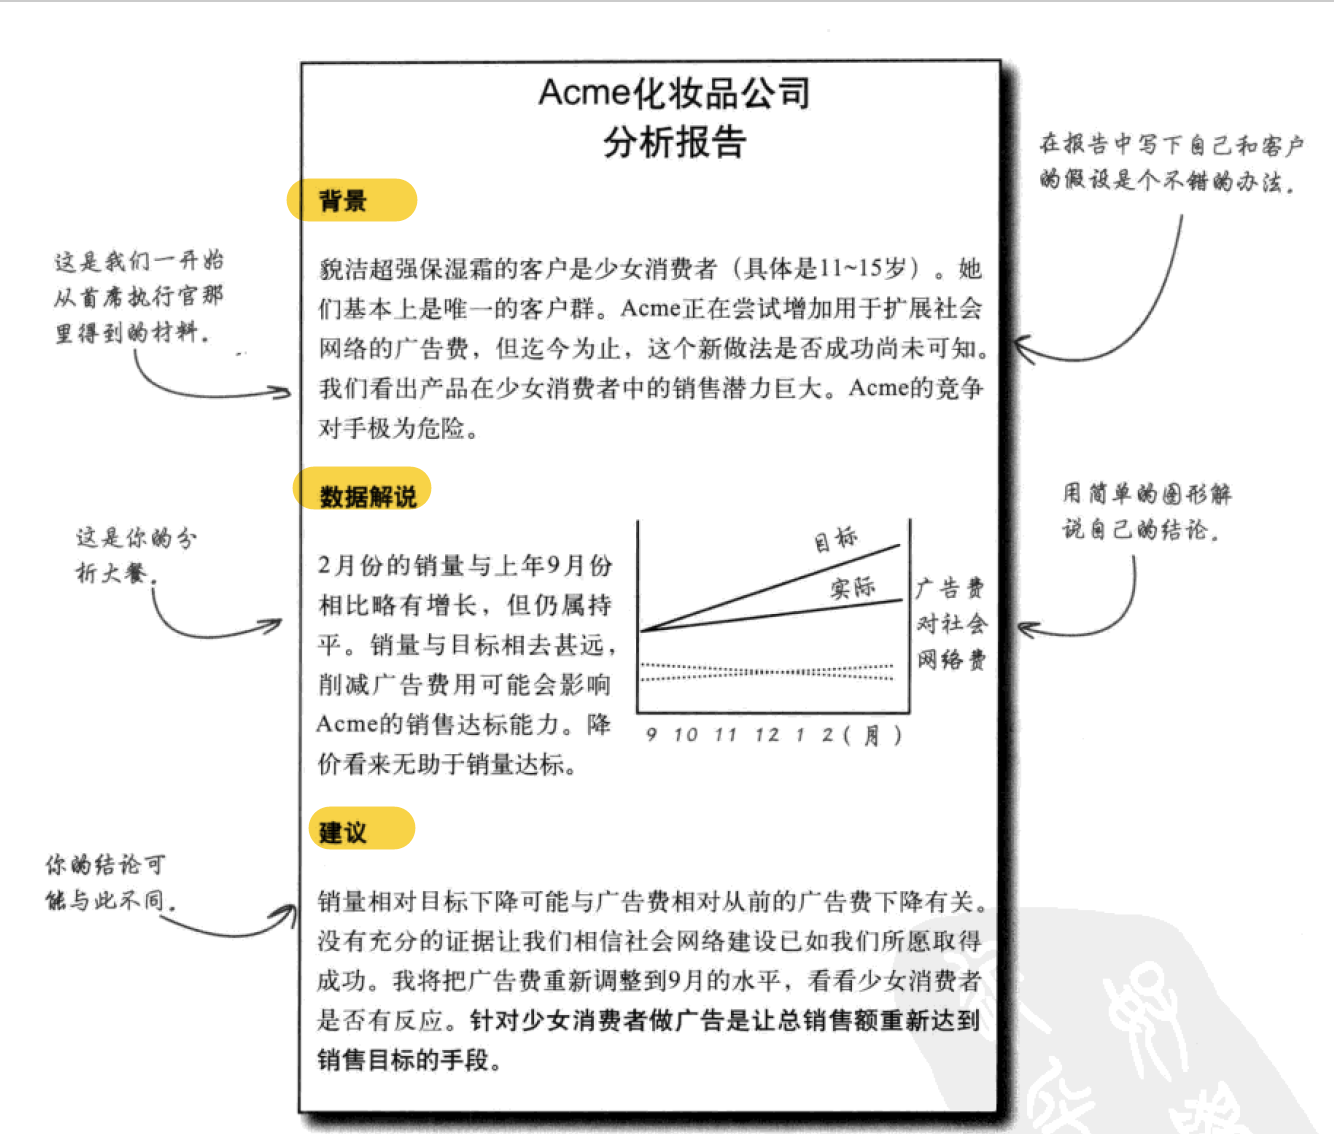 Acme化妆品公司
分析报告
在报告中写下自己和客户
的假设是个不错的办法.
背景
这是我们一开始
从首席执行官那
里得到的材料.
貌洁超强保湿霜的客户是少女消费者（具体是11~15岁）。她
们基本上是唯一的客户群。Acme正在尝试增加用于扩展社会
网络的广告费，但迄今为止，这个新做法是否成功尚未可知。
我们看出产品在少女消费者中的销售潜力巨大。Acme的竞争
对手极为危险。
数据解说
用简单的图形解
说自己的结论.
这是你的分
析大餐.
2月份的销量与上年9月份
相比略有增长，但仍属持
平。销量与目标相去甚远，
削减广告费用可能会影响
Acme的销售达标能力。降
价看来无助于销量达标。
目标
实际
广告费
对社会
网络费
9 10 11 12 1 2(月)
建议
你的结论可
能与此不同.
销量相对目标下降可能与广告费相对从前的广告费下降有关。
没有充分的证据让我们相信社会网络建设已如我们所愿取得
成功。我将把广告费重新调整到9月的水平，看看少女消费者
是否有反应。针对少女消费者做广告是让总销售额重新达到
销售目标的手段。